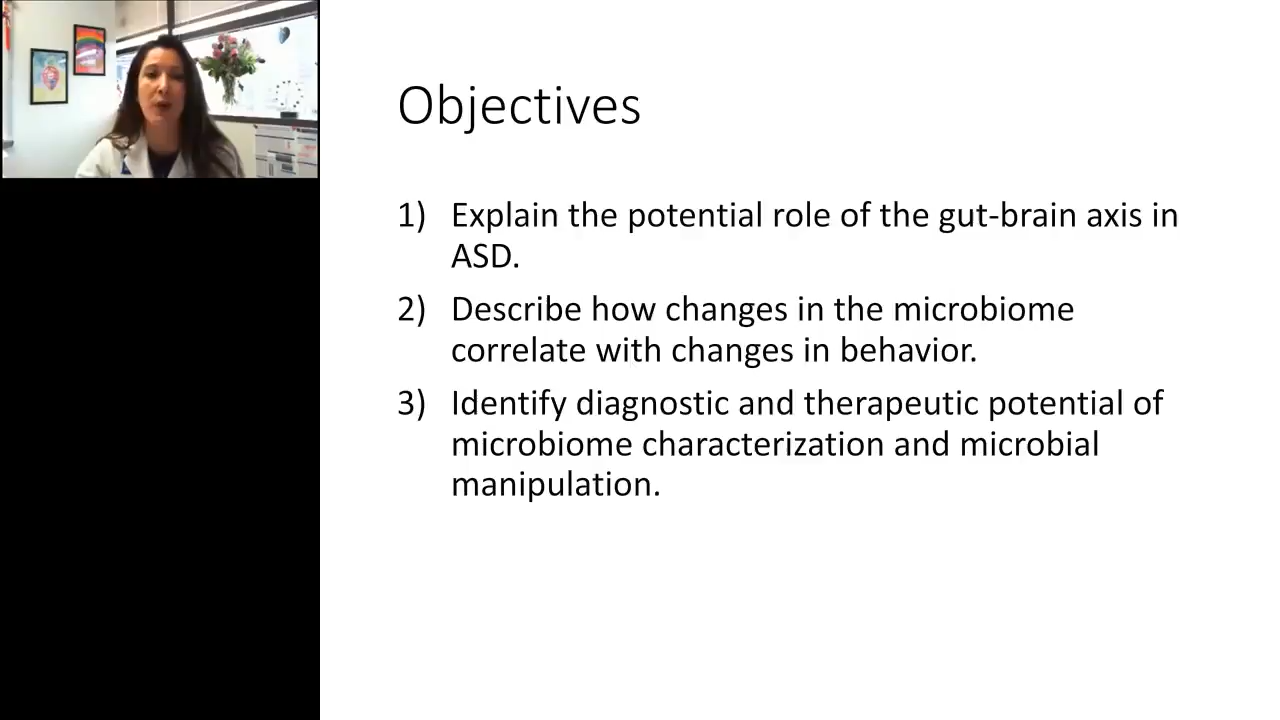 Objectives
1) Explain the potential role of the gut-brain axis in
ASD.
2) Describe how changes in the microbiome
correlate with changes in behavior.
3) Identify diagnostic and therapeutic potential of
microbiome characterization and microbial
manipulation.